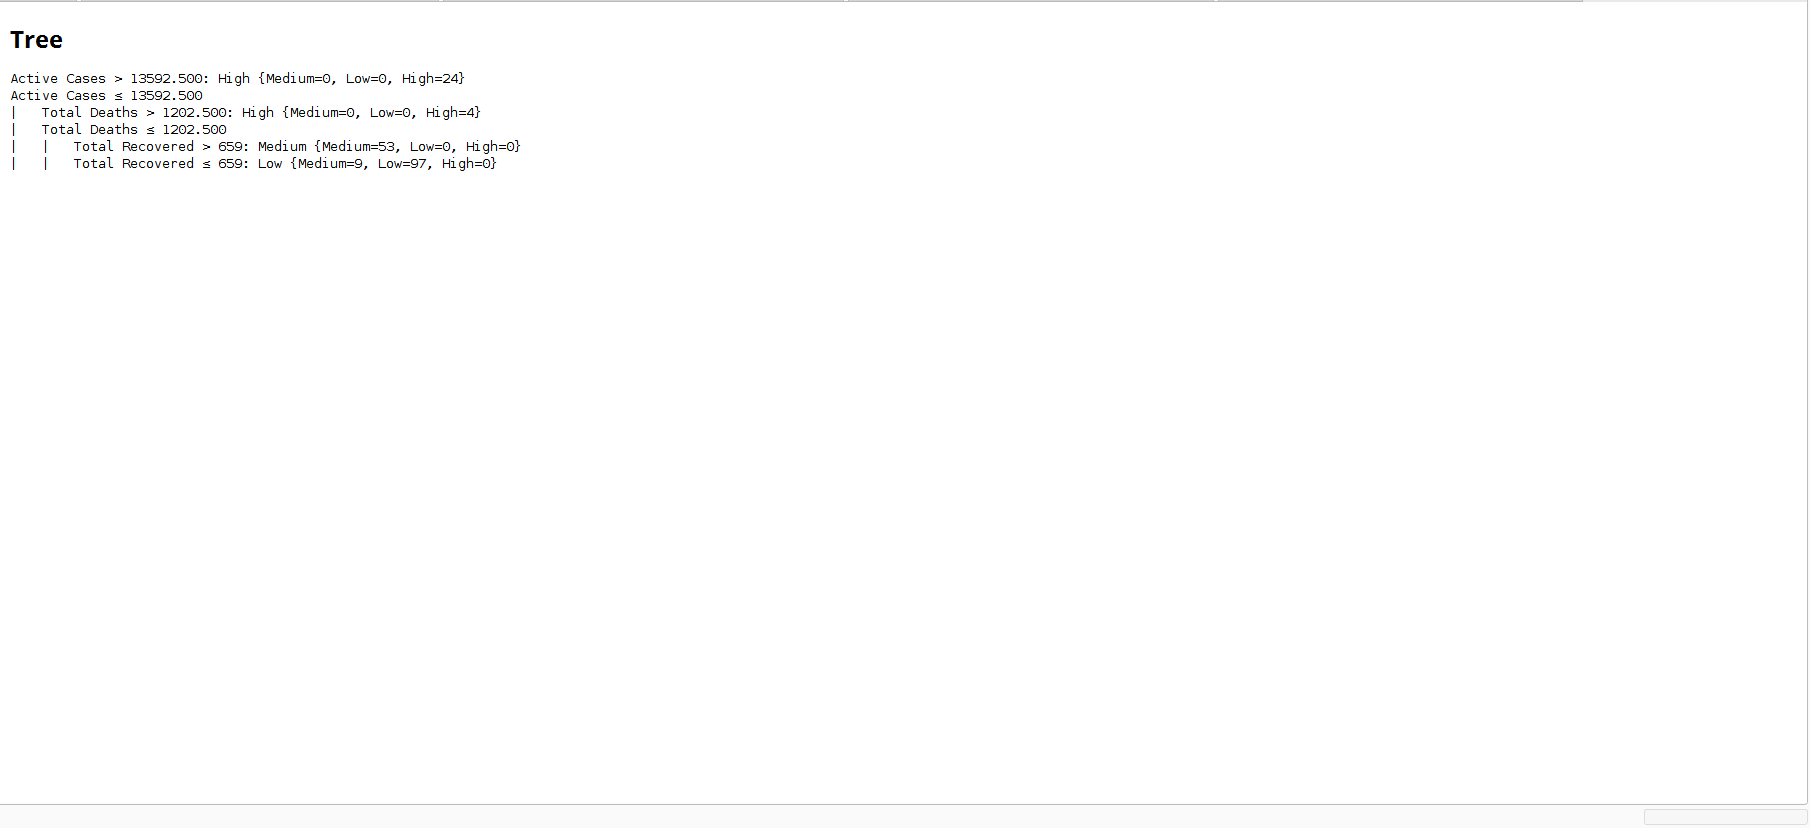 Tree
Active Cases > 13592.500: High {Medium=0, Low=0, High=24}
Active Cases ≤ 13592.500
|   Total Deaths > 1202.500: High {Medium=0, Low=0, High=4}
|   Total Deaths ≤ 1202.500
|   |   Total Recovered > 659: Medium {Medium=53, Low=0, High=0}
|   |   Total Recovered ≤ 659: Low {Medium=9, Low=97, High=0}